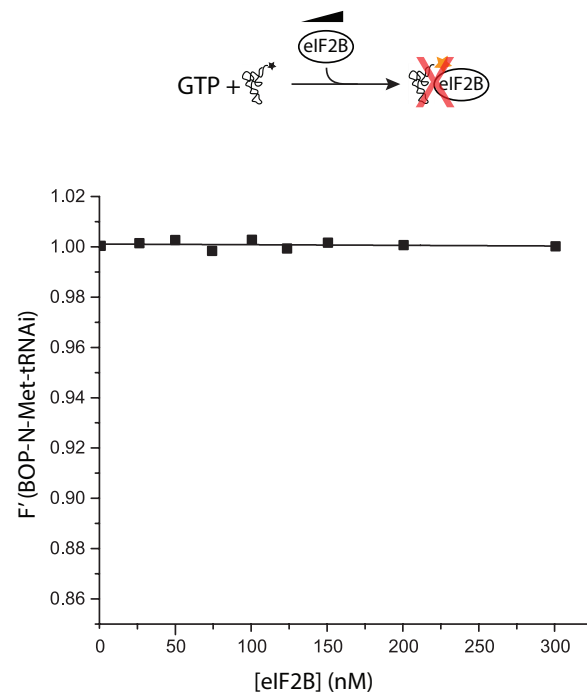 eIF2B
GTP +
eIF2B
1.02
1.00
0.98
0.96
0.94
0.92
0.90
0.88
0.86
F' (BOP-N-Met-tRNAi)
0 50 100 150 200 250 300
[eIF2B] (nM)